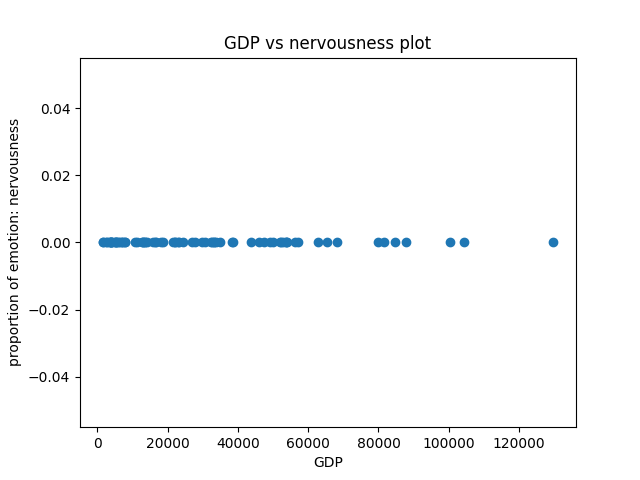 GDP vs nervousness plot
proportion of emotion: nervousness
0.04
0.02
0.00
−0.02
−0.04
0 20000 40000 60000 80000 100000 120000
GDP